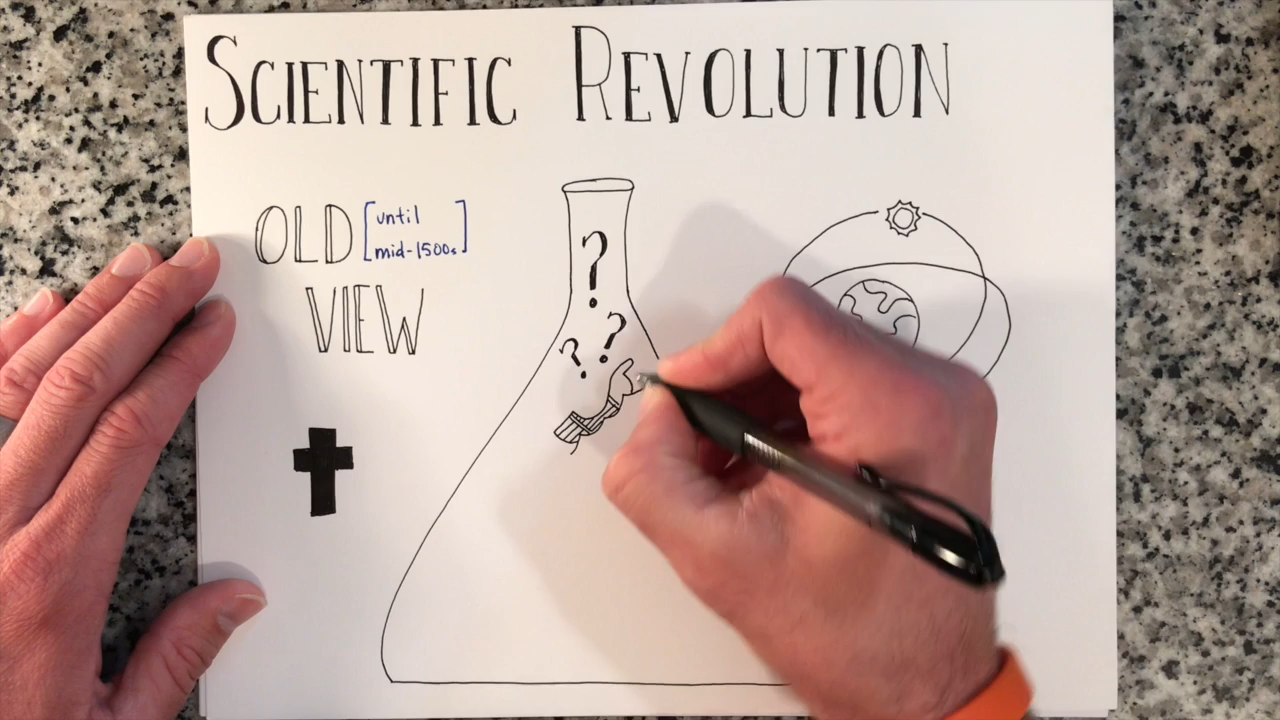 SCIENTIFIC REVOLUTION
OLD [until
mid-1500s]
VIEW
?
?
?